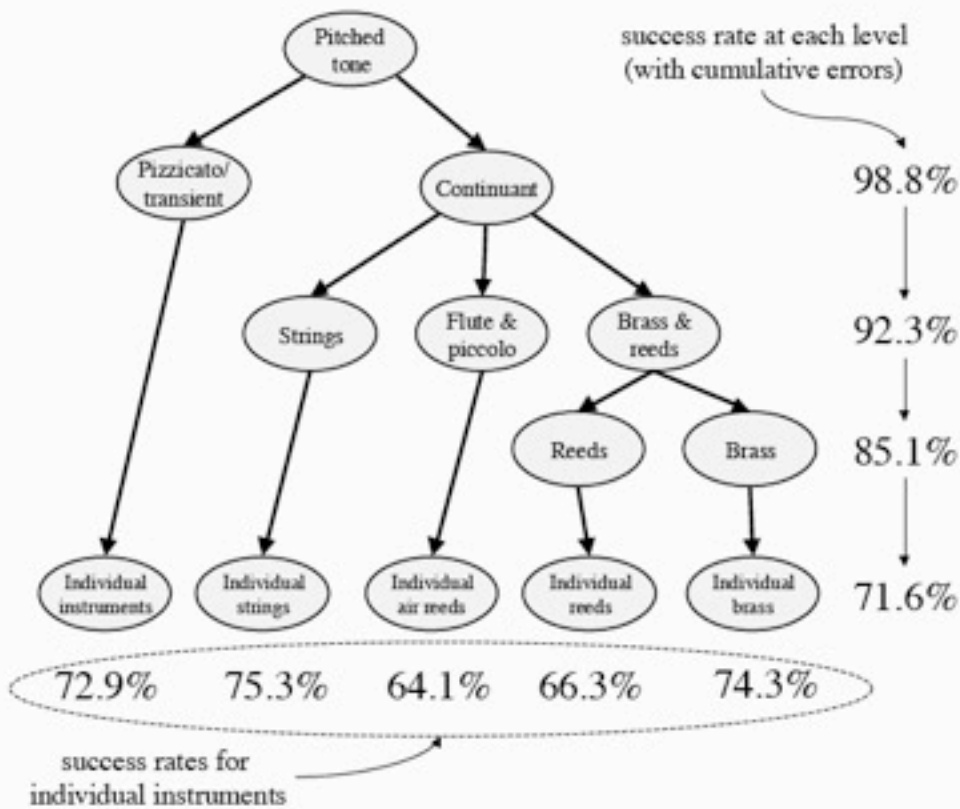 Pitched
tone
success rate at each level
(with cumulative errors)
Pizzicato/
transient
Continuant
98.8%
Strings
Flute &
piccolo
Brass &
reeds
92.3%
Reeds
Brass
85.1%
Individual
instruments
Individual
strings
Individual
air reeds
Individual
reeds
Individual
brass
71.6%
72.9%
75.3%
64.1%
66.3%
74.3%
success rates for
individual instruments